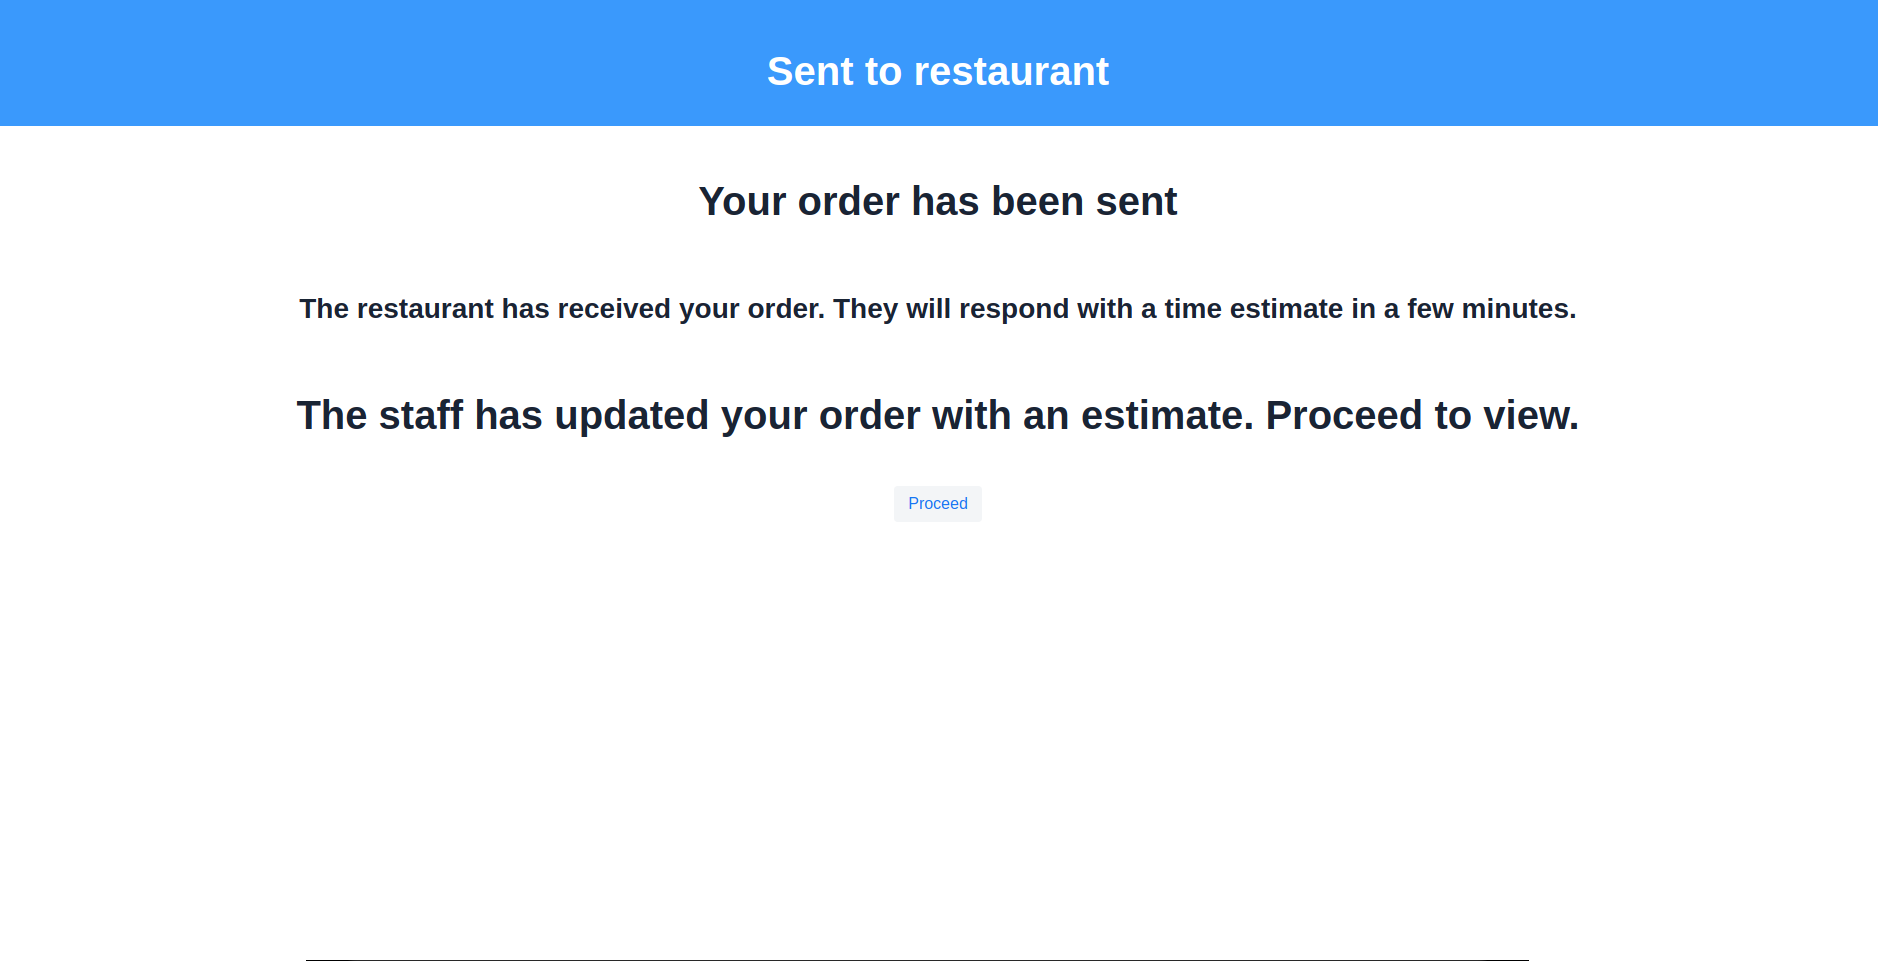 Sent to restaurant
Your order has been sent
The restaurant has received your order. They will respond with a time estimate in a few minutes.
The staff has updated your order with an estimate. Proceed to view.
Proceed